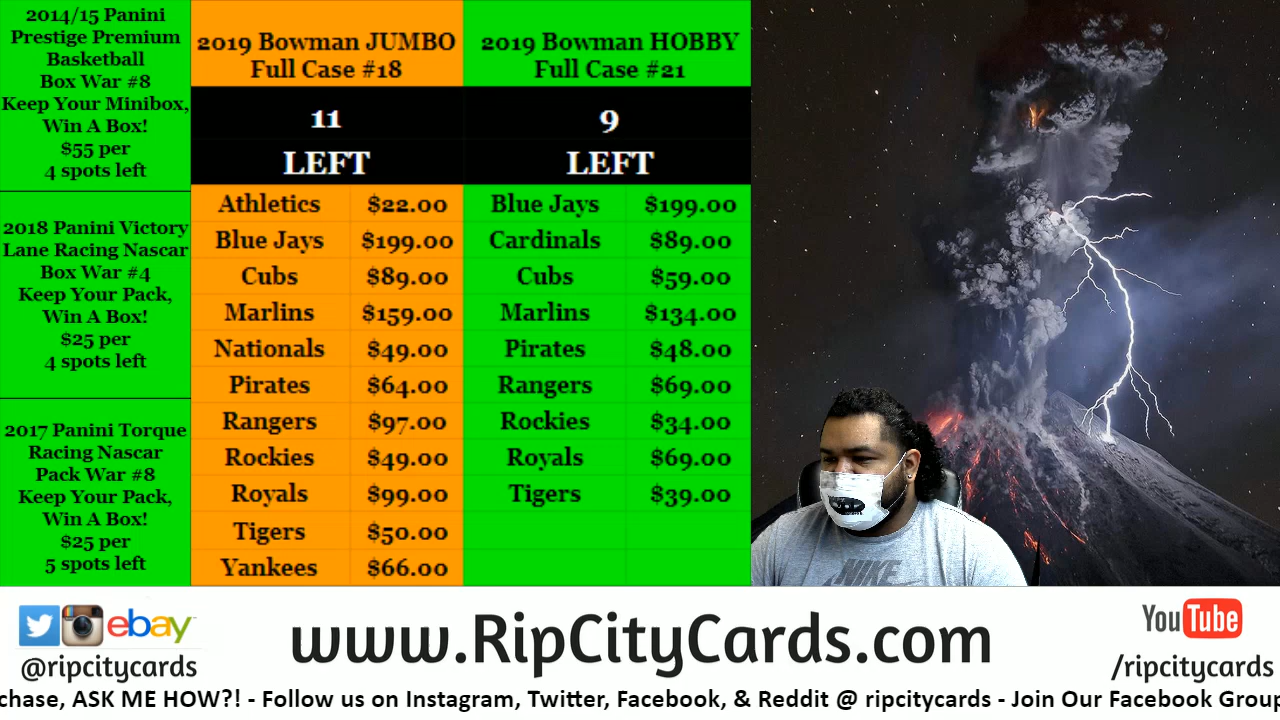 2014/15 Panini
Prestige Premium
Basketball
Box War #8
Keep Your Minibox,
Win A Box!
$55 per
4 spots left
2018 Panini Victory
Lane Racing Nascar
Box War #4
Keep Your Pack,
Win A Box!
$25 per
4 spots left
2017 Panini Torque
Racing Nascar
Pack War #8
Keep Your Pack,
Win A Box!
$25 per
5 spots left
2019 Bowman JUMBO
Full Case #18
11
LEFT
Athletics $22.00
Blue Jays $199.00
Cubs $89.00
Marlins $159.00
Nationals $49.00
Pirates $64.00
Rangers $97.00
Rockies $49.00
Royals $99.00
Tigers $50.00
Yankees $66.00
2019 Bowman HOBBY
Full Case #21
9
LEFT
Blue Jays $199.00
Cardinals $89.00
Cubs $59.00
Marlins $134.00
Pirates $48.00
Rangers $69.00
Rockies $34.00
Royals $69.00
Tigers $39.00
NIKE
ebay
@ripcitycards
www.RipCityCards.com
YouTube
/ripcitycards
chase, ASK ME HOW?! - Follow us on Instagram, Twitter, Facebook, & Reddit @ ripcitycards - Join Our Facebook Group